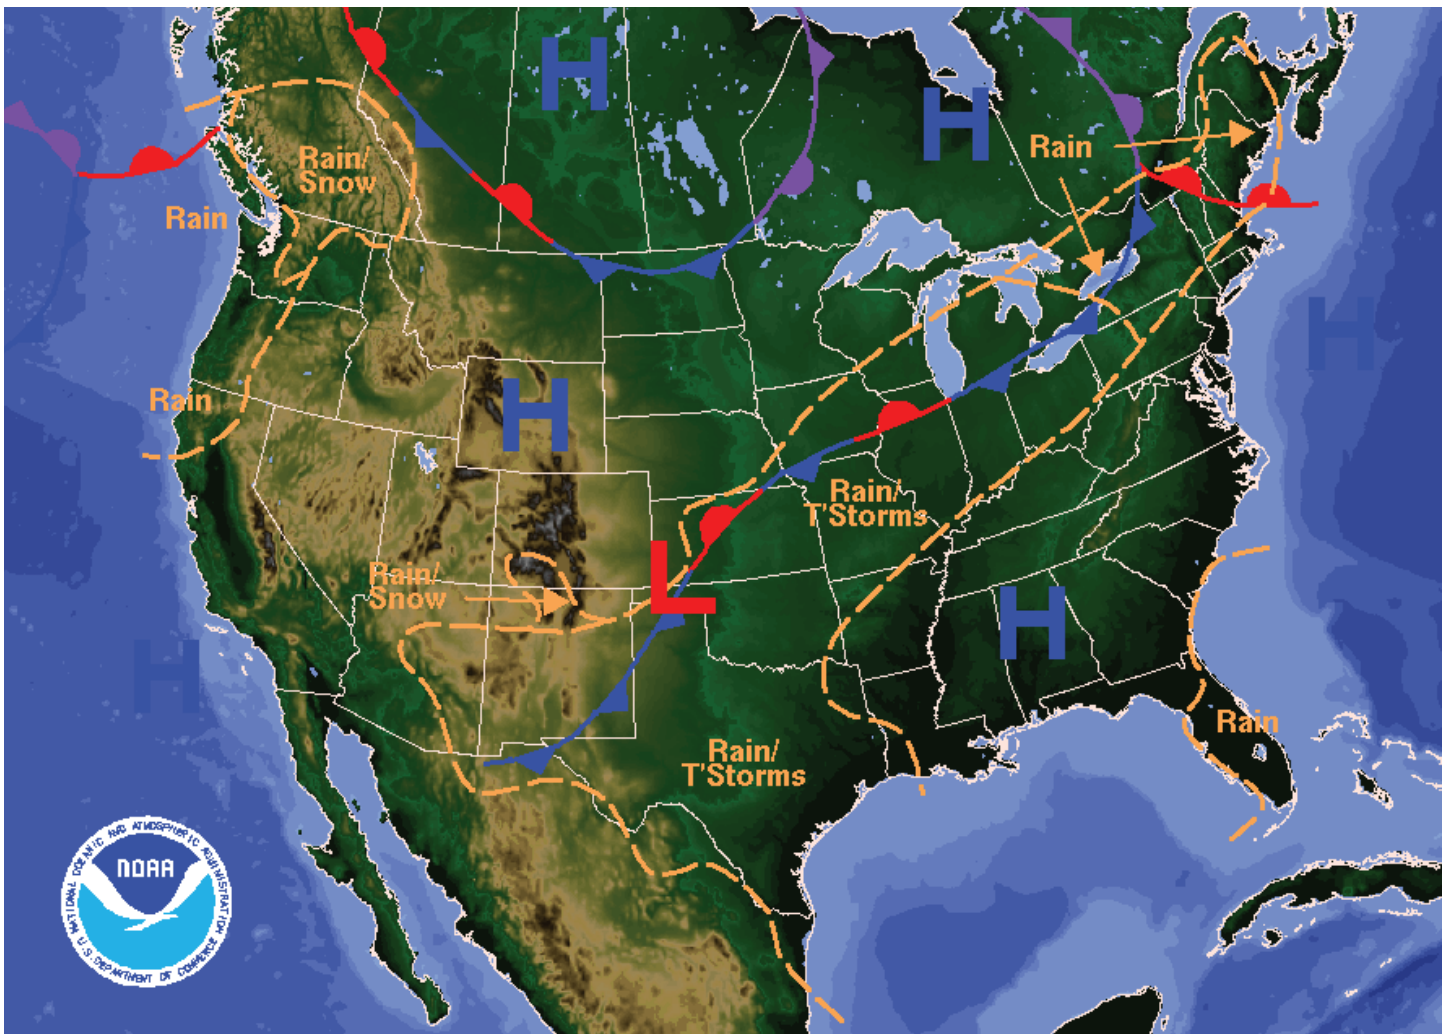 H
H
Rain
Rain/
Snow
Rain
H
H
Rain
Rain/
T'Storms
L
Rain/
Snow
H
H
Rain
Rain/
T'Storms
NOAA
NATIONAL OCEANIC AND ATMOSPHERIC ADMINISTRATION
U.S. DEPARTMENT OF COMMERCE